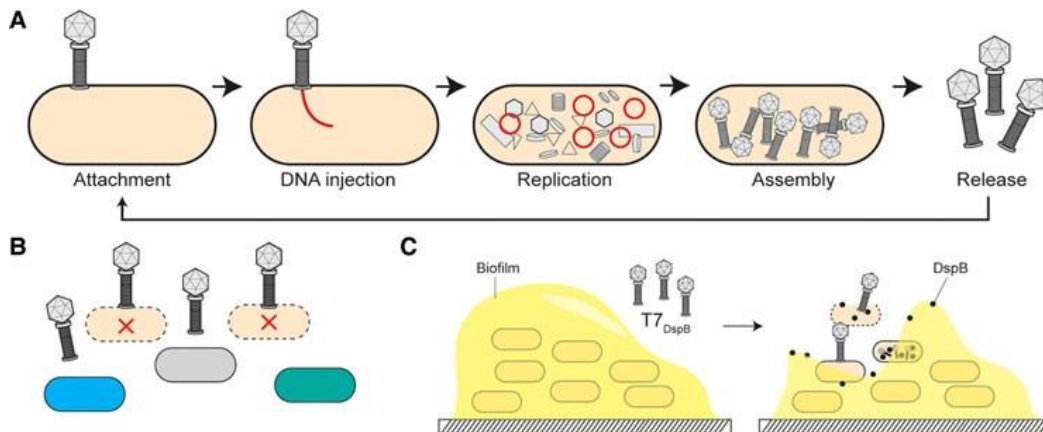 A
Attachment
DNA injection
Replication
Assembly
Release
B
C
Biofilm
T7DspB
DspB